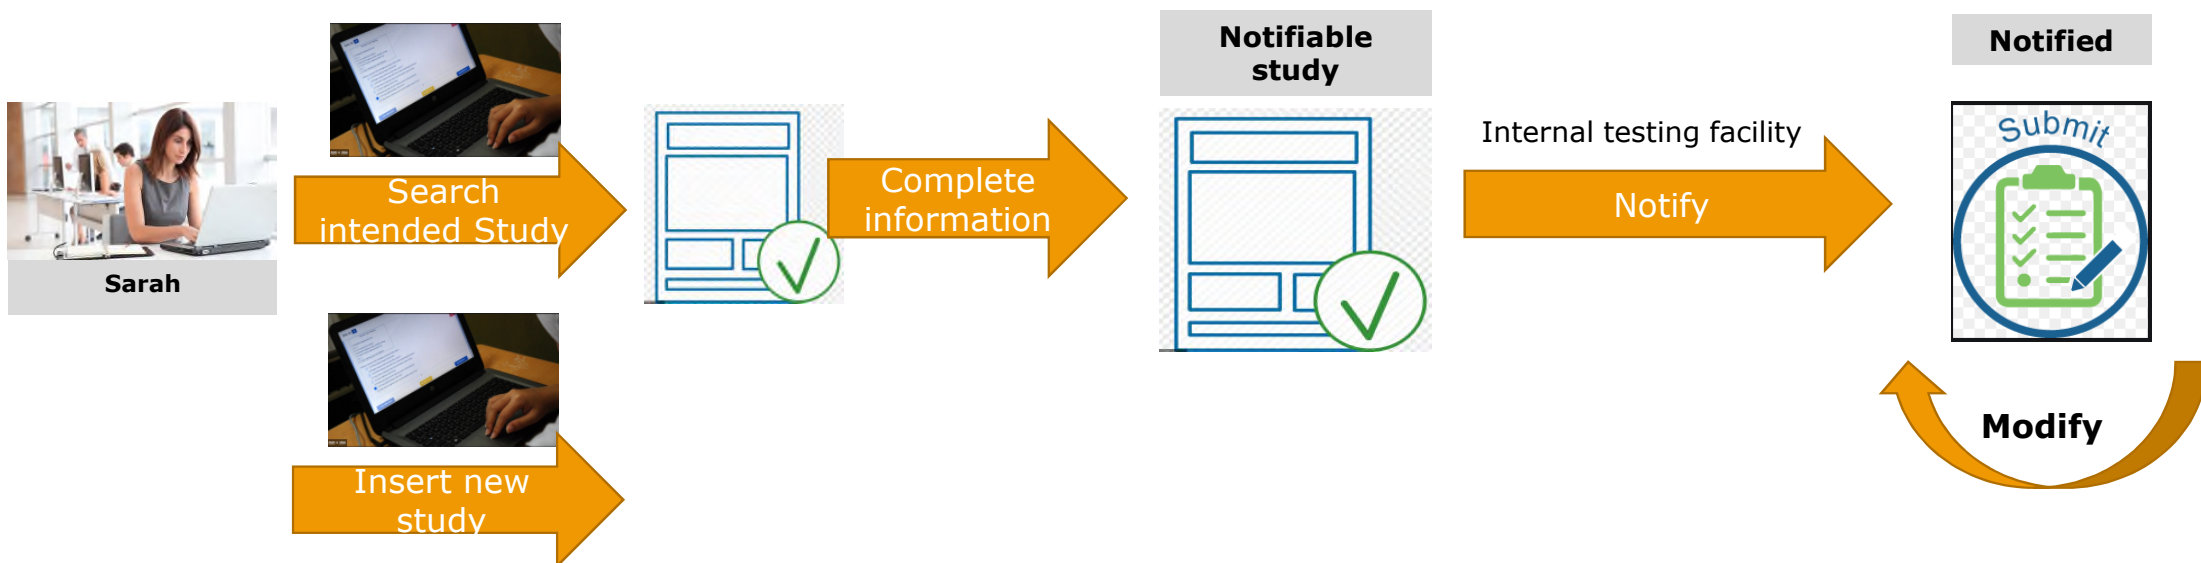 Sarah
Search
intended Study
Insert new
study
Complete
information
Notifiable
study
Internal testing facility
Notify
Notified
Submit
Modify